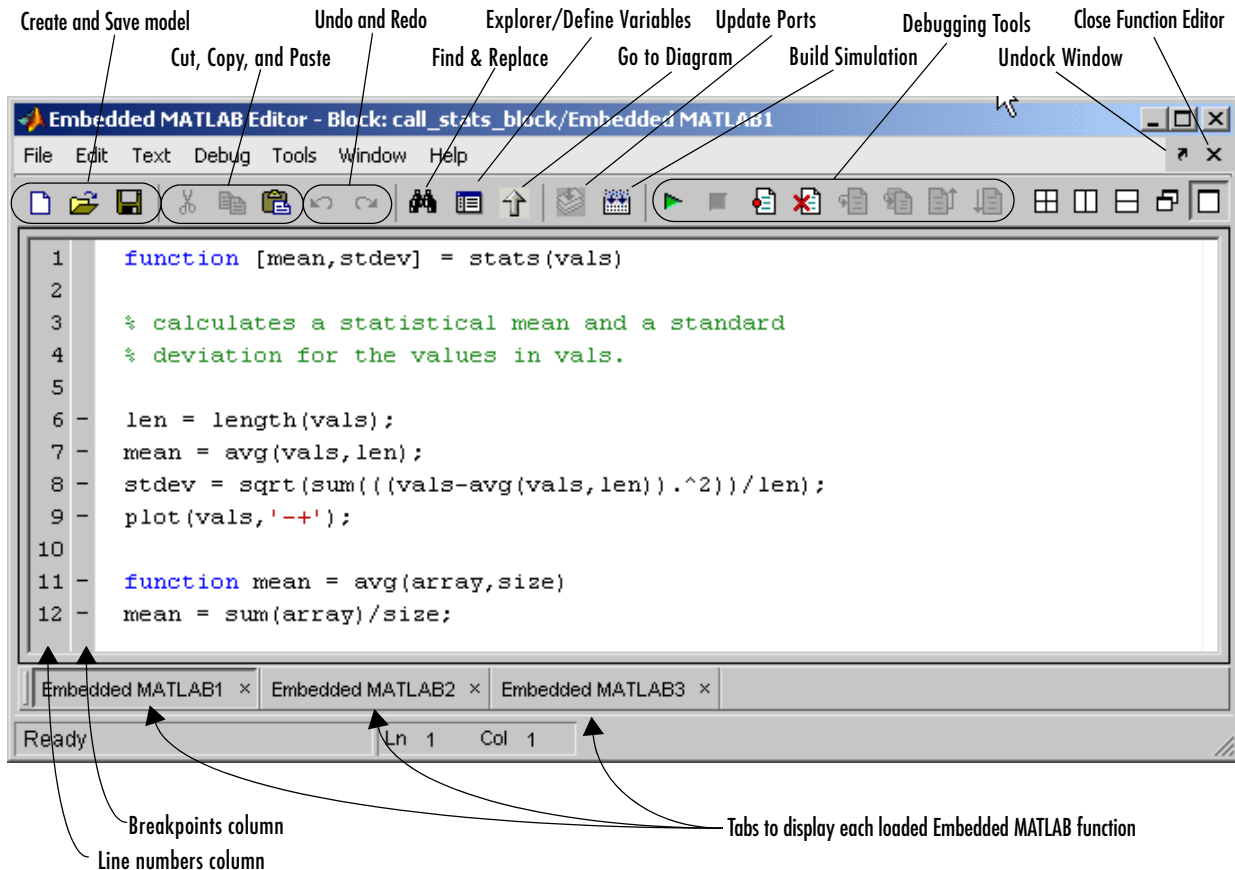 Create and Save model
Undo and Redo
Explorer/Define Variables
Update Ports
Debugging Tools
Close Function Editor
Cut, Copy, and Paste
Find & Replace
Go to Diagram
Build Simulation
Undock Window
Embedded MATLAB Editor - Block: call_stats_block/Embedded MATLAB1
File Edit Text Debug Tools Window Help
1 function [mean,stdev] = stats(vals)
2
3 % calculates a statistical mean and a standard
4 % deviation for the values in vals.
5
6 – len = length(vals);
7 – mean = avg(vals,len);
8 – stdev = sqrt(sum(((vals-avg(vals,len)).^2))/len);
9 – plot(vals,'-+');
10
11 – function mean = avg(array,size)
12 – mean = sum(array)/size;
Embedded MATLAB1 × Embedded MATLAB2 × Embedded MATLAB3 ×
Ready Ln 1 Col 1
Breakpoints column
Tabs to display each loaded Embedded MATLAB function
Line numbers column